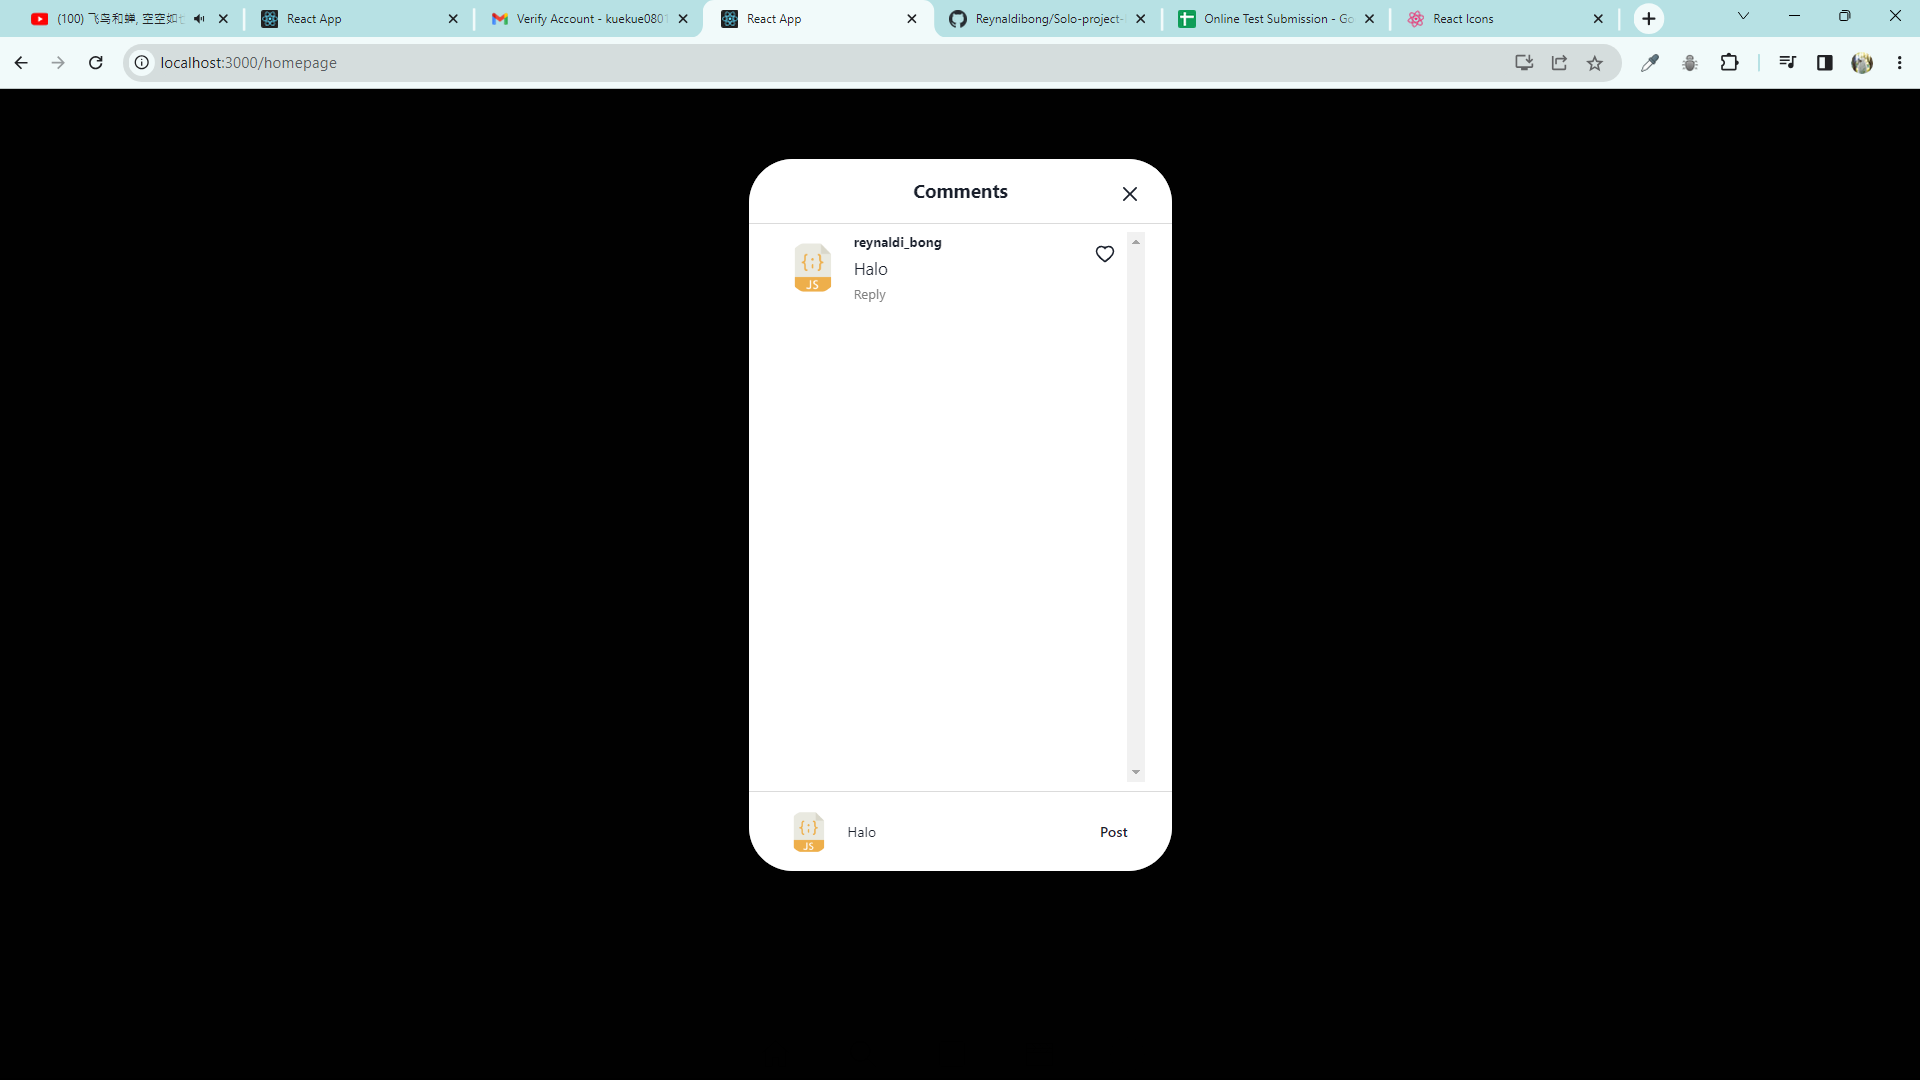 (100) 飞鸟和蝉, 空空如也
React App
Verify Account - kuekue0801
React App
Reynaldibong/Solo-project-
Online Test Submission - Go
React Icons
localhost:3000/homepage
Comments
reynaldi_bong
Halo
Reply
{;}
JS
{;}
JS
Halo
Post